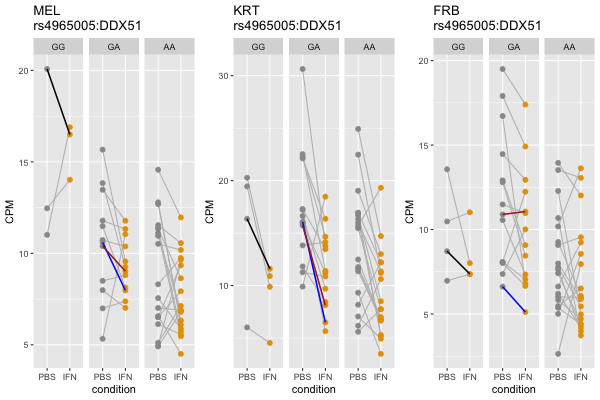 MEL
rs4965005:DDX51
GG
GA
AA
20
15
10
5
CPM
PBS IFN
PBS IFN
PBS IFN
condition
KRT
rs4965005:DDX51
GG
GA
AA
30
20
10
CPM
PBS IFN
PBS IFN
PBS IFN
condition
FRB
rs4965005:DDX51
GG
GA
AA
20
15
10
5
CPM
PBS IFN
PBS IFN
PBS IFN
condition